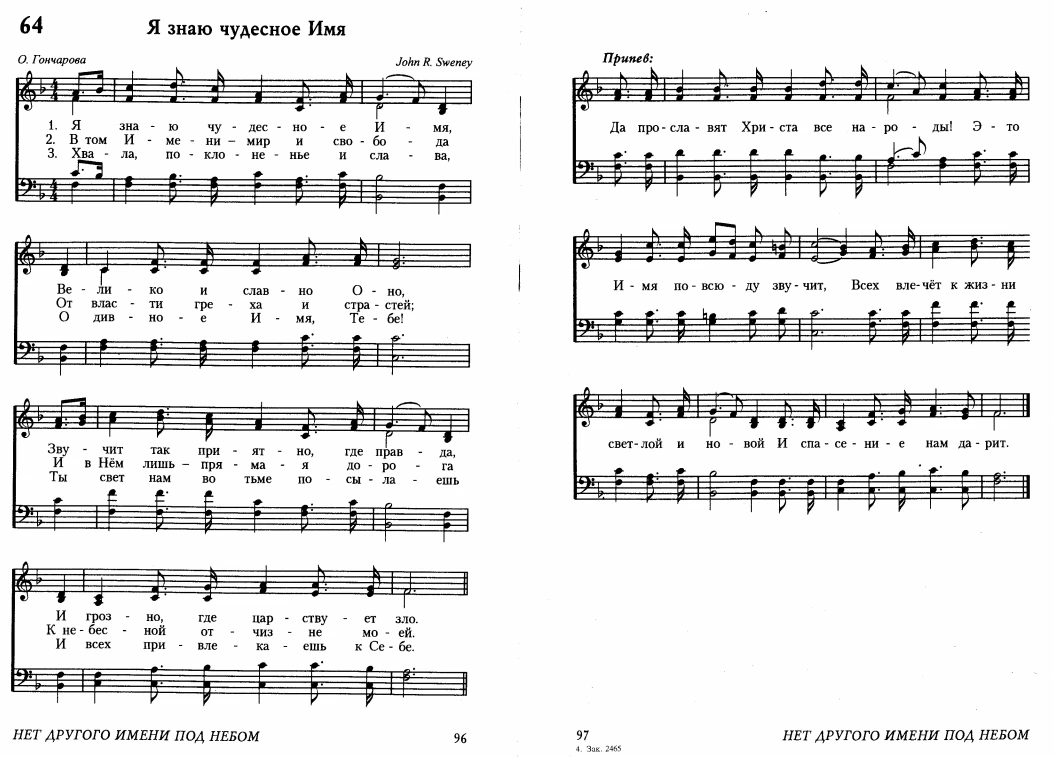 64
Я знаю чудесное Имя
О. Гончарова
John R. Sweney
1. Я зна - ю чу - дес - но - е И - мя,
2. В том И - ме - ни - мир и сво - бо - да
3. Хва - ла, по - кло - не - нье и сла - ва,
Ве - ли - ко и слав - но О - но,
От влас - ти гре - ха и стра - стей;
О див - но - е И - мя, Те - бе!
Зву - чит так при - ят - но, где прав - да,
И в Нём лишь - пря - ма - я до - ро - га
Ты свет нам во тьме по - сы - ла - ешь
И гроз - но, где цар - ству - ет зло.
К не - бес - ной от - чиз - не мо - ей.
И всех при - вле - ка - ешь к Се - бе.
НЕТ ДРУГОГО ИМЕНИ ПОД НЕБОМ
96
Припев:
Да про - сла - вят Хри - ста все на - ро - ды! Э - то
И - мя по - всю - ду зву - чит, Всех вле - чёт к жиз - ни
свет - лой и но - вой И спа - се - ни - е нам да - рит.
97
4. Зак. 2465
НЕТ ДРУГОГО ИМЕНИ ПОД НЕБОМ